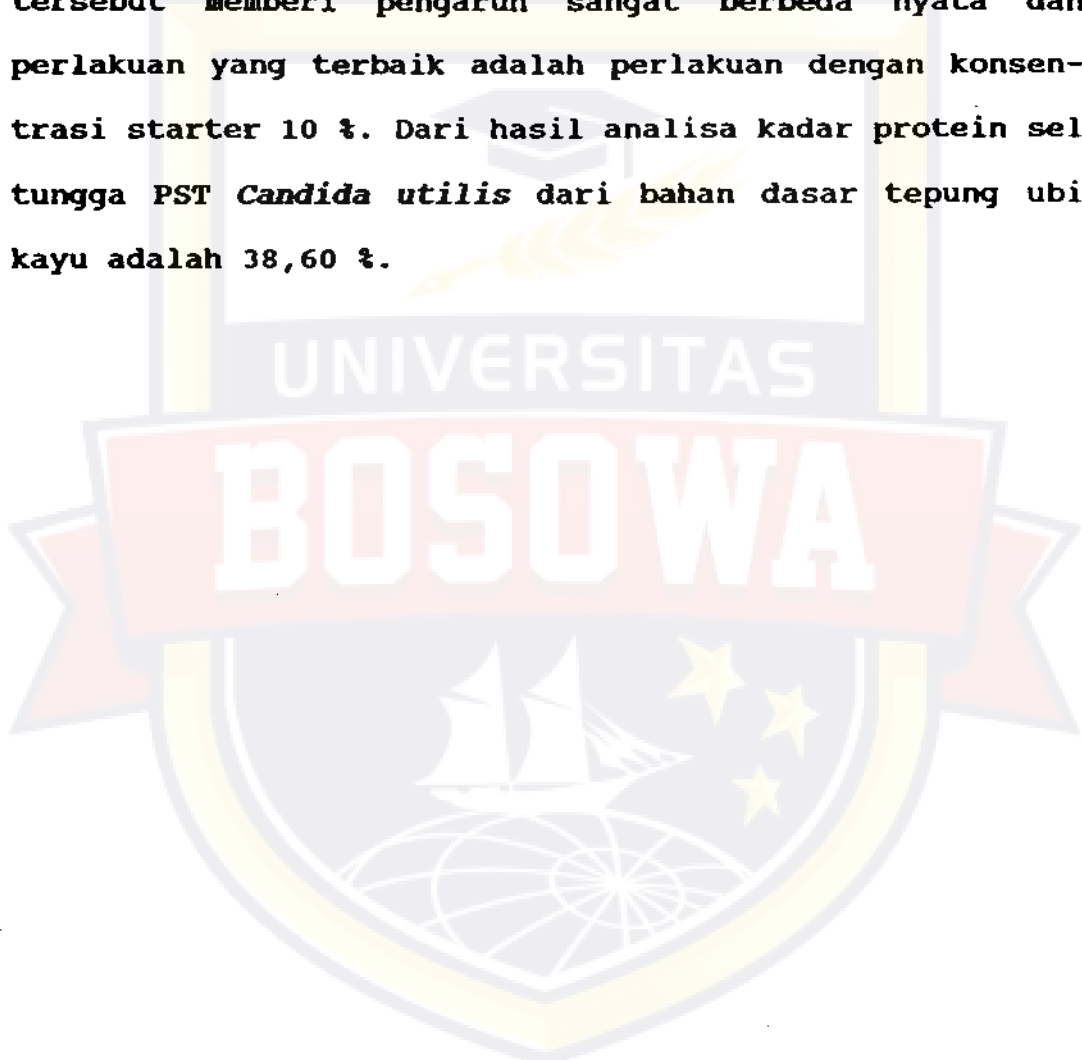 tersebut memberi pengaruh sangat berbeda nyata dan
perlakuan yang terbaik adalah perlakuan dengan konsen-
trasi starter 10 %. Dari hasil analisa kadar protein sel
tungga PST Candida utilis dari bahan dasar tepung ubi
kayu adalah 38,60 %.
UNIVERSITAS
BOSOWA